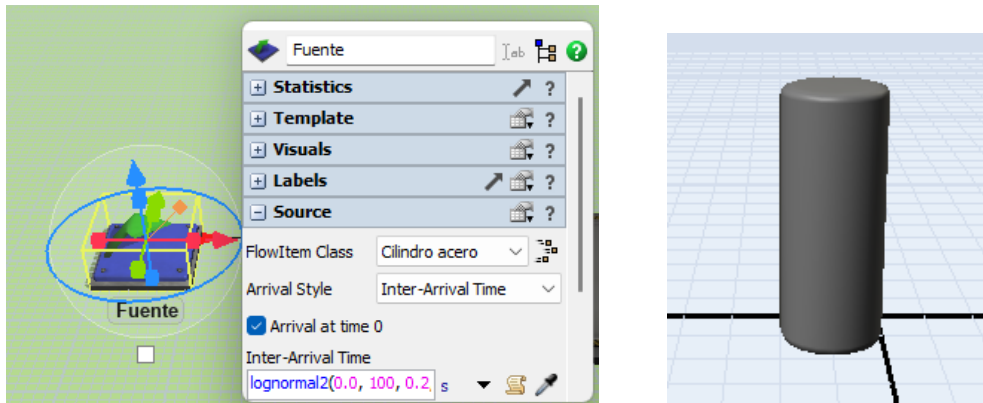 Fuente
Statistics ?
Template ?
Visuals ?
Labels ?
Source ?
FlowItem Class Cilindro acero
Arrival Style Inter-Arrival Time
Arrival at time 0
Inter-Arrival Time
lognormal2(0.0, 100, 0.2, s
Fuente